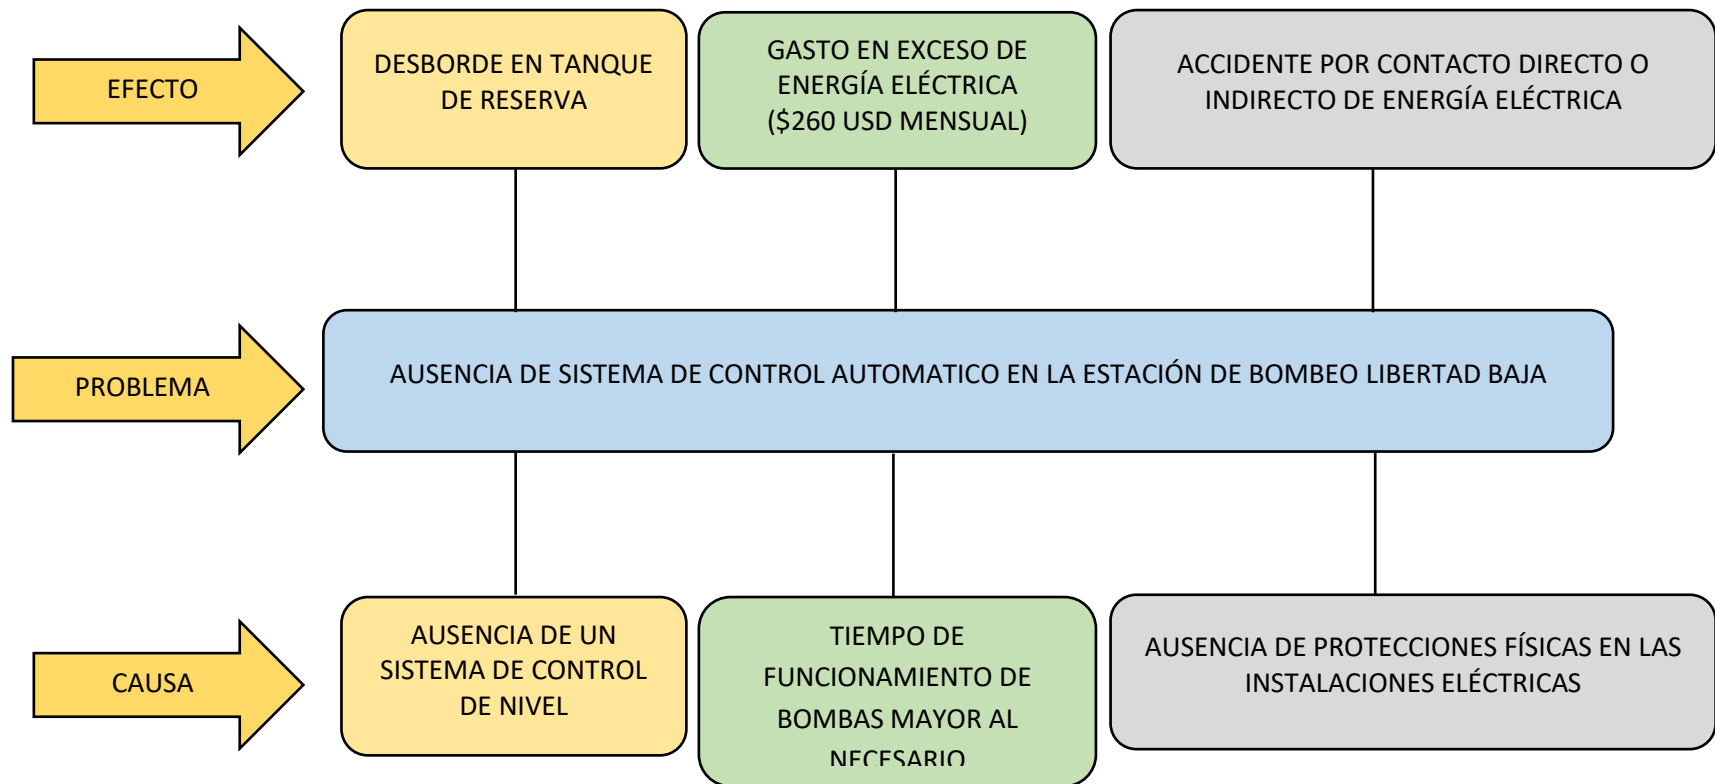 EFECTO
DESBORDE EN TANQUE
DE RESERVA
GASTO EN EXCESO DE
ENERGÍA ELÉCTRICA
($260 USD MENSUAL)
ACCIDENTE POR CONTACTO DIRECTO O
INDIRECTO DE ENERGÍA ELÉCTRICA
PROBLEMA
AUSENCIA DE SISTEMA DE CONTROL AUTOMATICO EN LA ESTACIÓN DE BOMBEO LIBERTAD BAJA
CAUSA
AUSENCIA DE UN
SISTEMA DE CONTROL
DE NIVEL
TIEMPO DE
FUNCIONAMIENTO DE
BOMBAS MAYOR AL
NECESARIO
AUSENCIA DE PROTECCIONES FÍSICAS EN LAS
INSTALACIONES ELÉCTRICAS